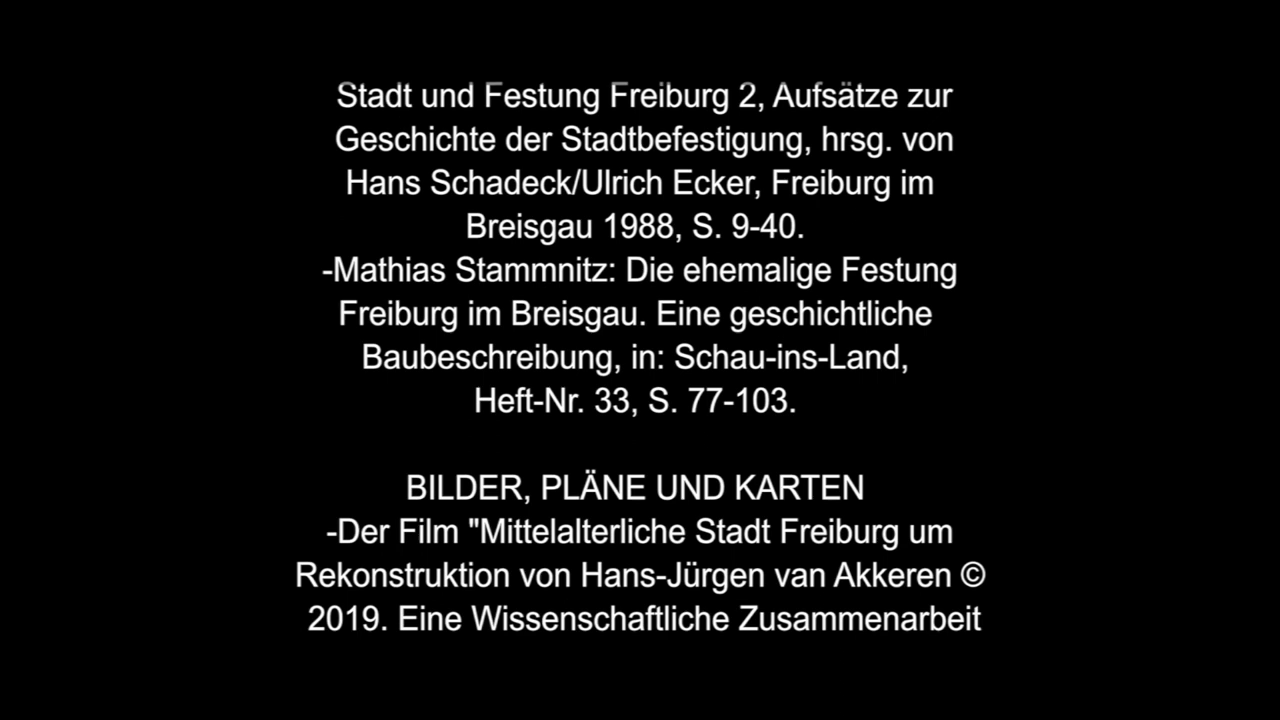 Stadt und Festung Freiburg 2, Aufsätze zur
Geschichte der Stadtbefestigung, hrsg. von
Hans Schadeck/Ulrich Ecker, Freiburg im
Breisgau 1988, S. 9-40.
-Mathias Stammnitz: Die ehemalige Festung
Freiburg im Breisgau. Eine geschichtliche
Baubeschreibung, in: Schau-ins-Land,
Heft-Nr. 33, S. 77-103.
BILDER, PLÄNE UND KARTEN
-Der Film "Mittelalterliche Stadt Freiburg um
Rekonstruktion von Hans-Jürgen van Akkeren ©
2019. Eine Wissenschaftliche Zusammenarbeit